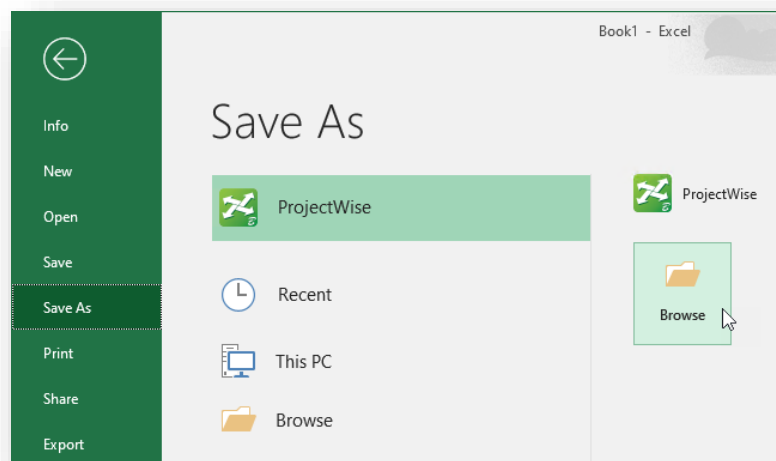 Book1 - Excel
Info
New
Open
Save
Save As
Print
Share
Export
Save As
ProjectWise
Recent
This PC
Browse
ProjectWise
Browse